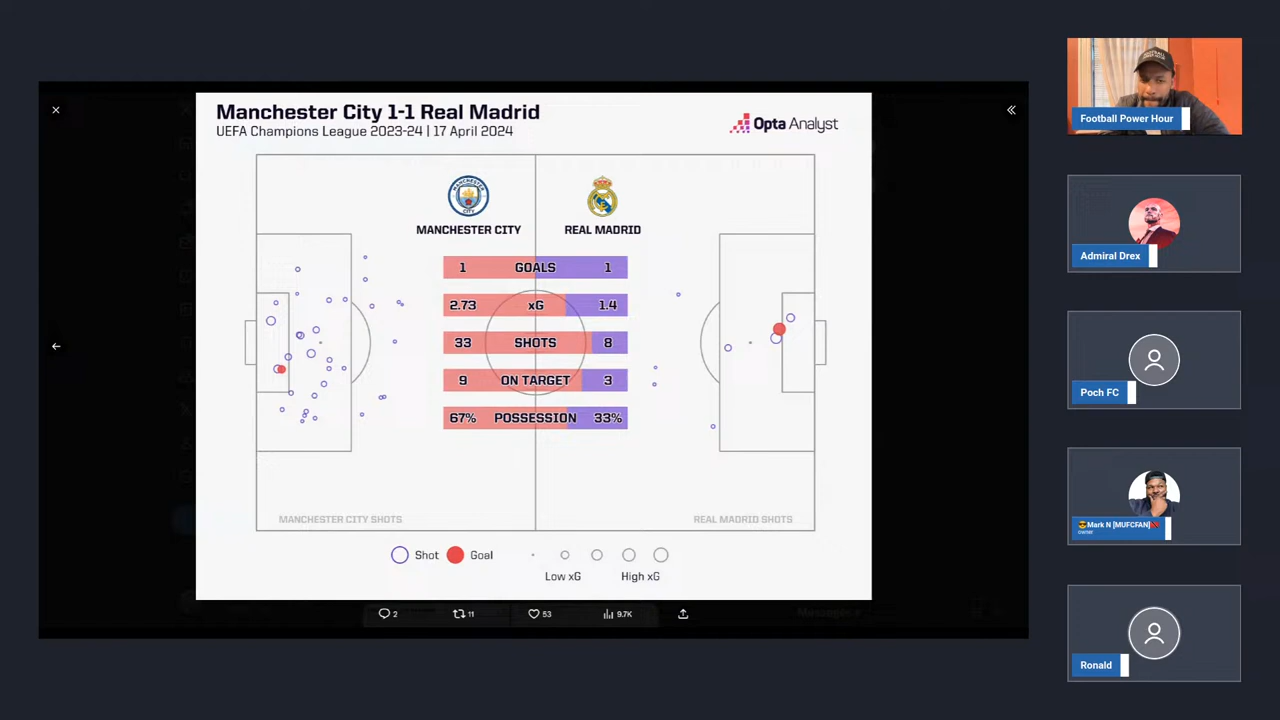 Manchester City 1-1 Real Madrid
UEFA Champions League 2023-24 | 17 April 2024
Opta Analyst
MANCHESTER CITY
REAL MADRID
1 GOALS 1
2.73 xG 1.4
33 SHOTS 8
9 ON TARGET 3
67% POSSESSION 33%
MANCHESTER CITY SHOTS
REAL MADRID SHOTS
Shot
Goal
Low xG
High xG
2
11
53
9.7K
Football Power Hour
Admiral Drex
Poch FC
😎Mark N [MUFCFAN]🇹🇹
owner
Ronald